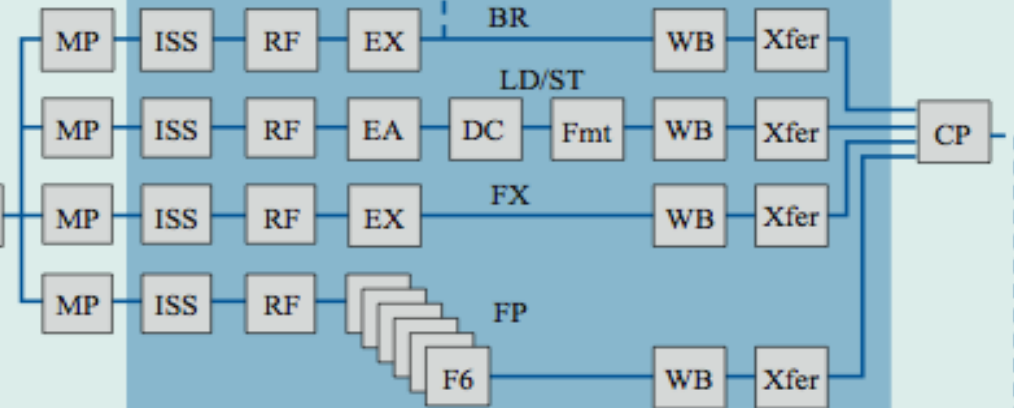 BR
MP ISS RF EX WB Xfer
LD/ST
MP ISS RF EA DC Fmt WB Xfer CP
FX
MP ISS RF EX WB Xfer
MP ISS RF FP
F6 WB Xfer